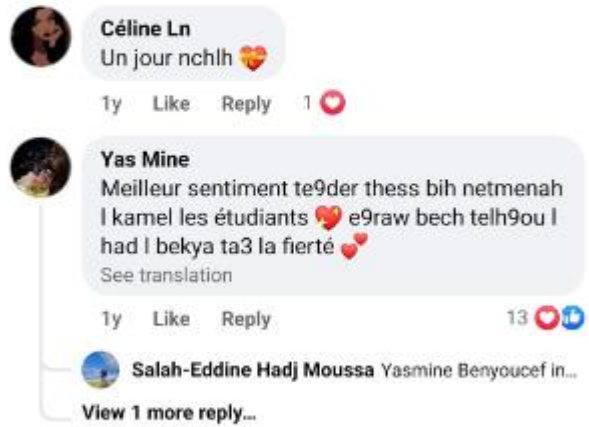 Céline Ln
Un jour nchlh 💝
1y Like Reply 1
Yas Mine
Meilleur sentiment te9der thess bih netmenah
l kamel les étudiants 💖 e9raw bech telh9ou l
had l bekya ta3 la fierté 💕
See translation
1y Like Reply 13
Salah-Eddine Hadj Moussa Yasmine Benyoucef in...
View 1 more reply...